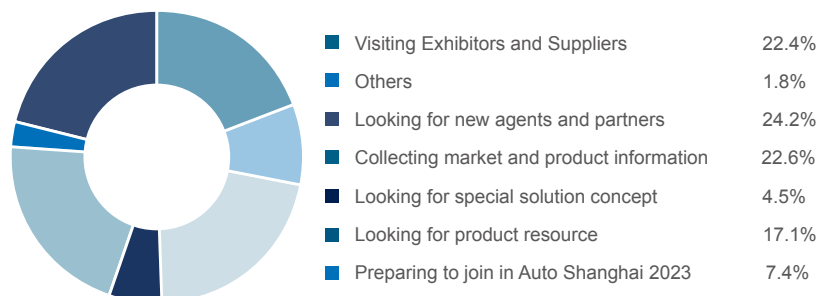 Visiting Exhibitors and Suppliers 22.4%
Others 1.8%
Looking for new agents and partners 24.2%
Collecting market and product information 22.6%
Looking for special solution concept 4.5%
Looking for product resource 17.1%
Preparing to join in Auto Shanghai 2023 7.4%